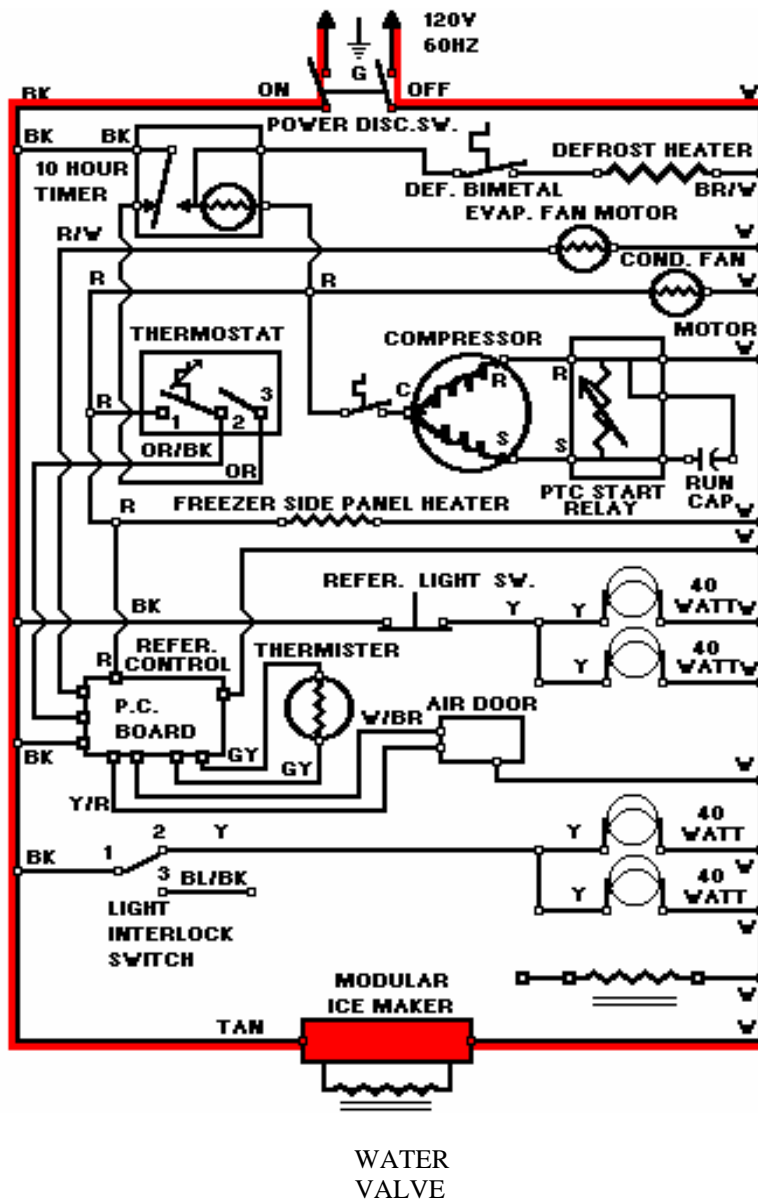 120V
60HZ
G
ON
OFF
BK
W
POWER DISC.SW.
BK
BK
10 HOUR
TIMER
DEFROST HEATER
DEF. BIMETAL
BR/W
EVAP. FAN MOTOR
R/W
W
COND. FAN
W
R
R
MOTOR
THERMOSTAT
COMPRESSOR
W
R
1
2
3
C
R
S
R
S
OR/BK
OR
PTC START
RELAY
RUN
CAP
R
FREEZER SIDE PANEL HEATER
W
W
REFER. LIGHT SW.
BK
Y
Y
40
WATT
W
REFER.
CONTROL
THERMISTER
Y
40
WATT
W
R
P.C.
BOARD
W/BR
AIR DOOR
GY
GY
BK
W
Y/R
2
Y
Y
40
WATT
BK
1
W
3
BL/BK
Y
40
WATT
LIGHT
INTERLOCK
SWITCH
W
MODULAR
ICE MAKER
W
TAN
W
WATER
VALVE